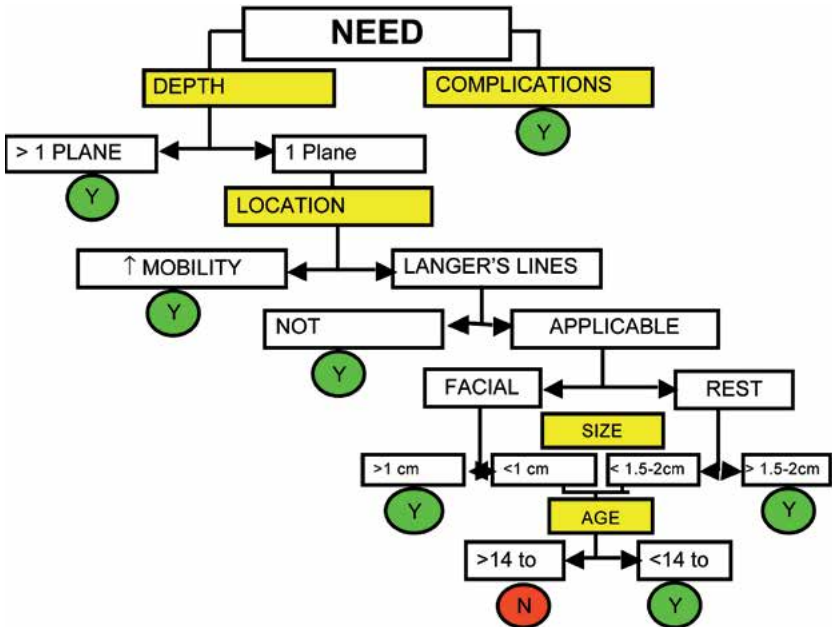 NEED
DEPTH
COMPLICATIONS
Y
> 1 PLANE
1 Plane
Y
LOCATION
↑ MOBILITY
LANGER'S LINES
Y
NOT
APPLICABLE
Y
FACIAL
REST
SIZE
>1 cm
<1 cm
< 1.5-2cm
> 1.5-2cm
Y
Y
AGE
>14 to
<14 to
N
Y